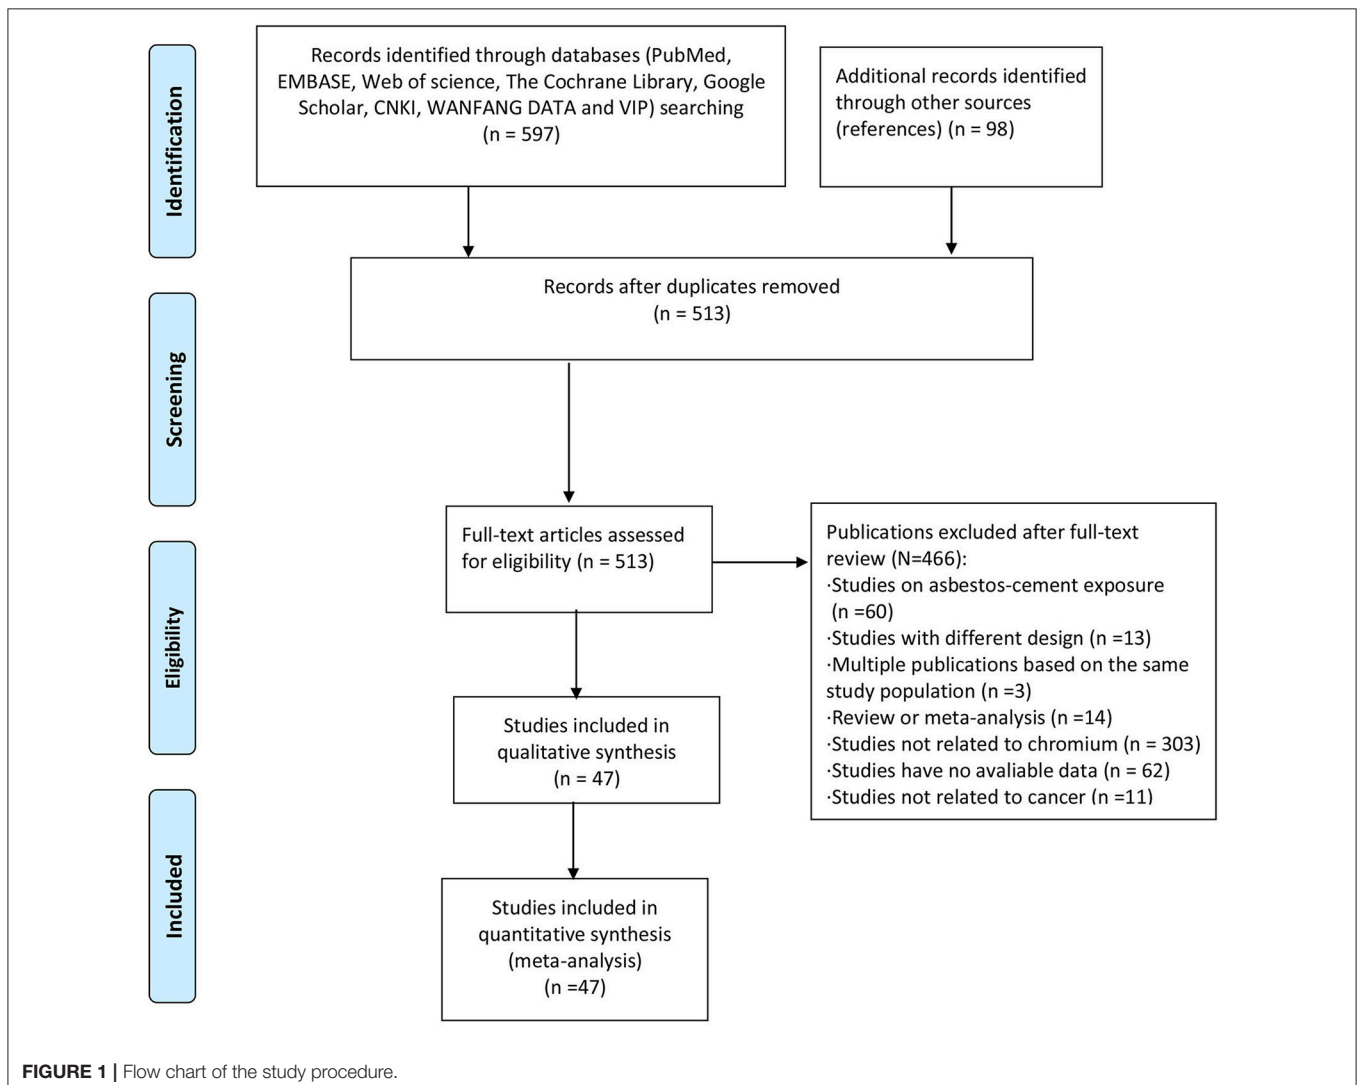 Records identified through databases (PubMed,
EMBASE, Web of science, The Cochrane Library, Google
Scholar, CNKI, WANFANG DATA and VIP) searching
(n = 597)
Additional records identified
through other sources
(references) (n = 98)
Identification
Records after duplicates removed
(n = 513)
Screening
Full-text articles assessed
for eligibility (n = 513)
Publications excluded after full-text
review (N=466):
·Studies on asbestos-cement exposure
(n =60)
·Studies with different design (n =13)
·Multiple publications based on the same
study population (n =3)
·Review or meta-analysis (n =14)
·Studies not related to chromium (n = 303)
·Studies have no avaliable data (n = 62)
·Studies not related to cancer (n =11)
Eligibility
Studies included in
qualitative synthesis
(n = 47)
Included
Studies included in
quantitative synthesis
(meta-analysis)
(n =47)
FIGURE 1 | Flow chart of the study procedure.